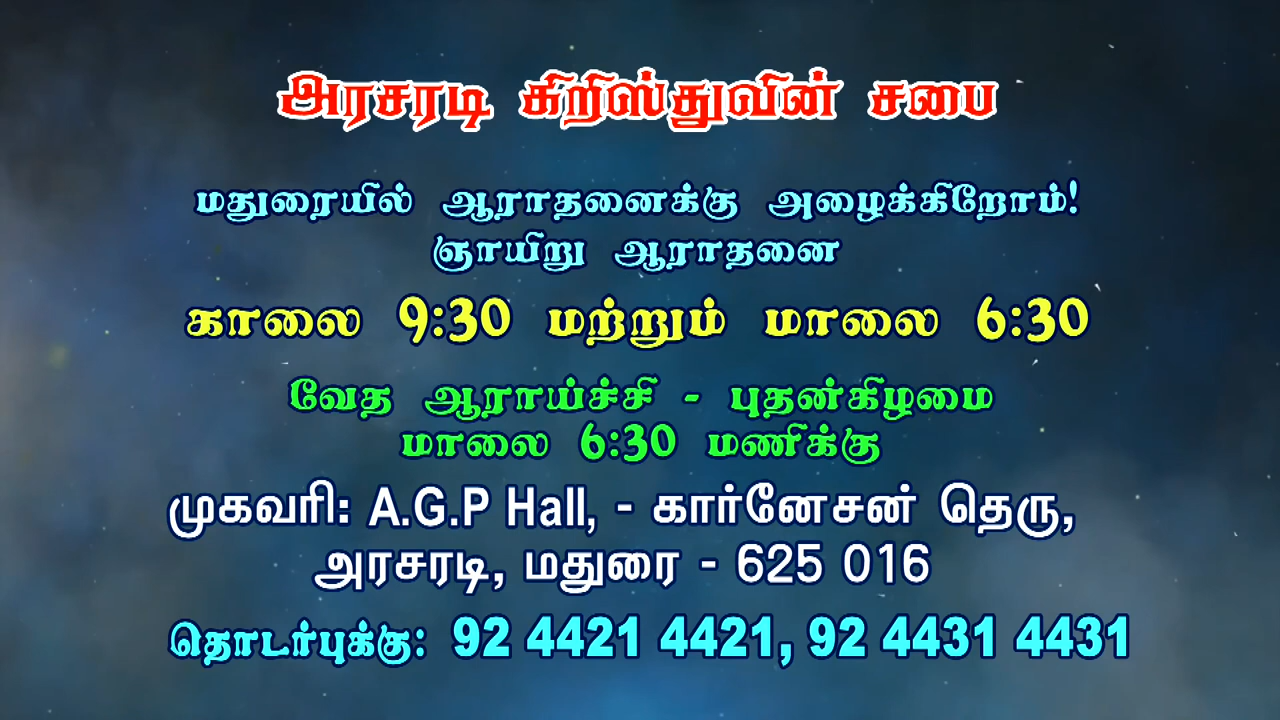 அரசரடி கிறிஸ்துவின் சபை
மதுரையில் ஆராதனைக்கு அழைக்கிறோம்!
ஞாயிறு ஆராதனை
காலை 9:30 மற்றும் மாலை 6:30
வேத ஆராய்ச்சி - புதன்கிழமை
மாலை 6:30 மணிக்கு
முகவரி: A.G.P Hall, - கார்னேசன் தெரு,
அரசரடி, மதுரை - 625 016
தொடர்புக்கு: 92 4421 4421, 92 4431 4431